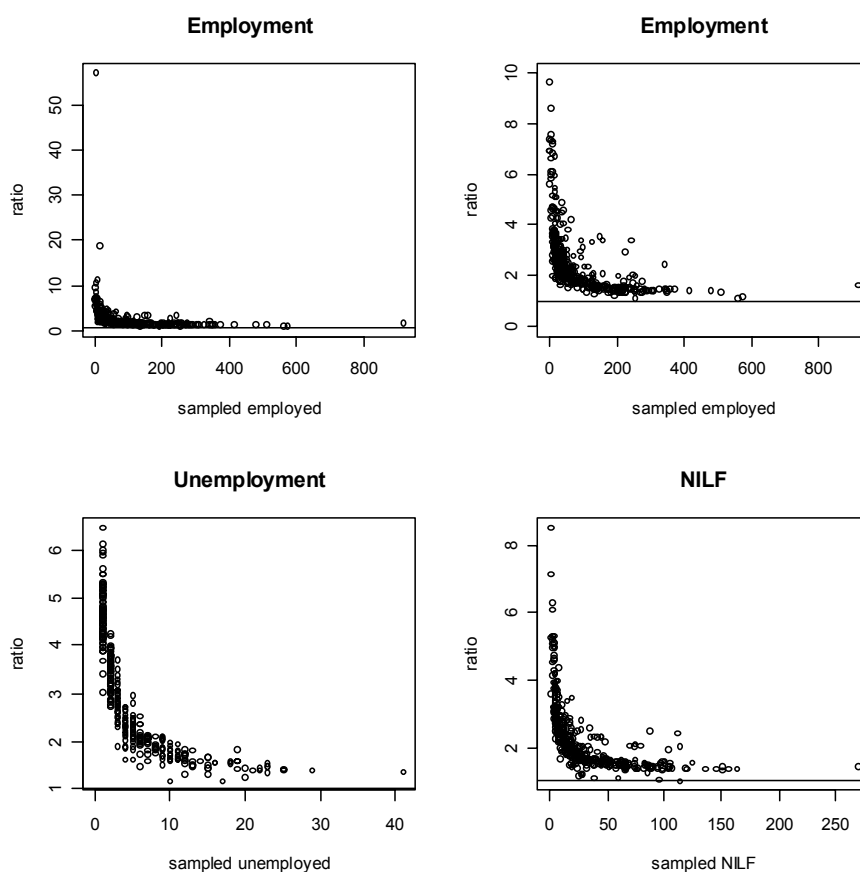 Employment
50
40
30
20
10
0
ratio
0 200 400 600 800
sampled employed
Employment
10
8
6
4
2
0
ratio
0 200 400 600 800
sampled employed
Unemployment
6
5
4
3
2
1
ratio
0 10 20 30 40
sampled unemployed
NILF
8
6
4
2
ratio
0 50 100 150 200 250
sampled NILF